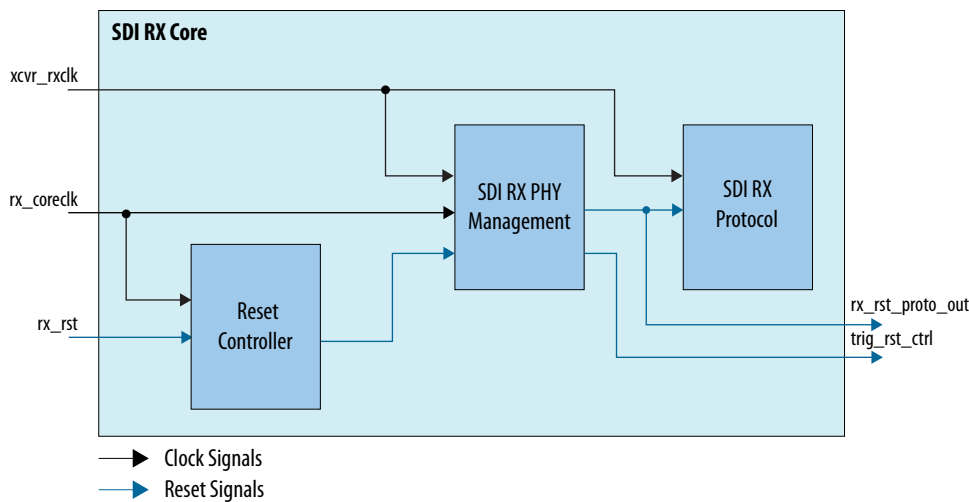 SDI RX Core
xcvr_rxclk
rx_coreclk
rx_rst
SDI RX PHY
Management
SDI RX
Protocol
Reset
Controller
rx_rst_proto_out
trig_rst_ctrl
Clock Signals
Reset Signals